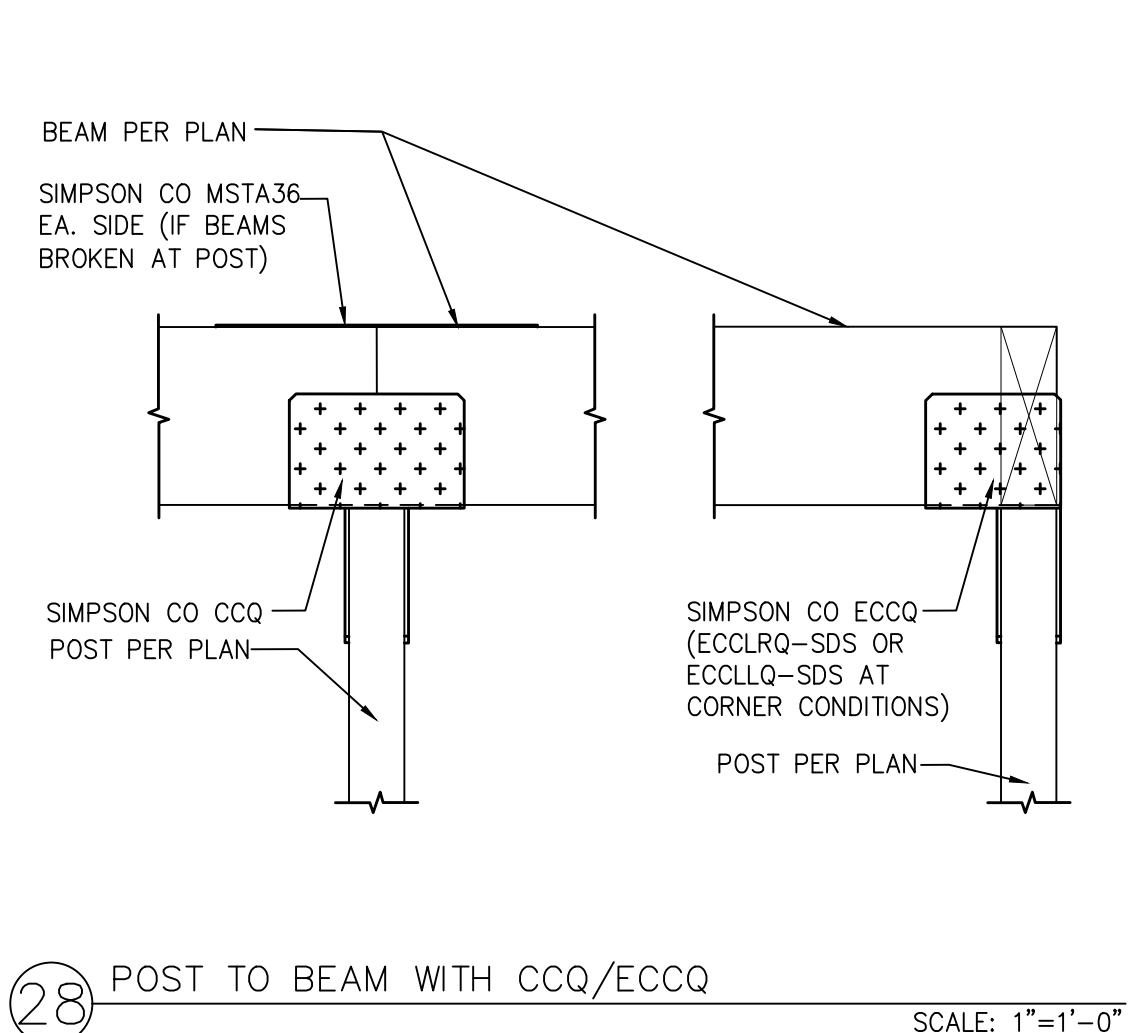 BEAM PER PLAN
SIMPSON CO MSTA36
EA. SIDE (IF BEAMS
BROKEN AT POST)
SIMPSON CO CCQ
POST PER PLAN
SIMPSON CO ECCQ
(ECCLRQ-SDS OR
ECCLLQ-SDS AT
CORNER CONDITIONS)
POST PER PLAN
28 POST TO BEAM WITH CCQ/ECCQ
SCALE: 1"=1'-0"